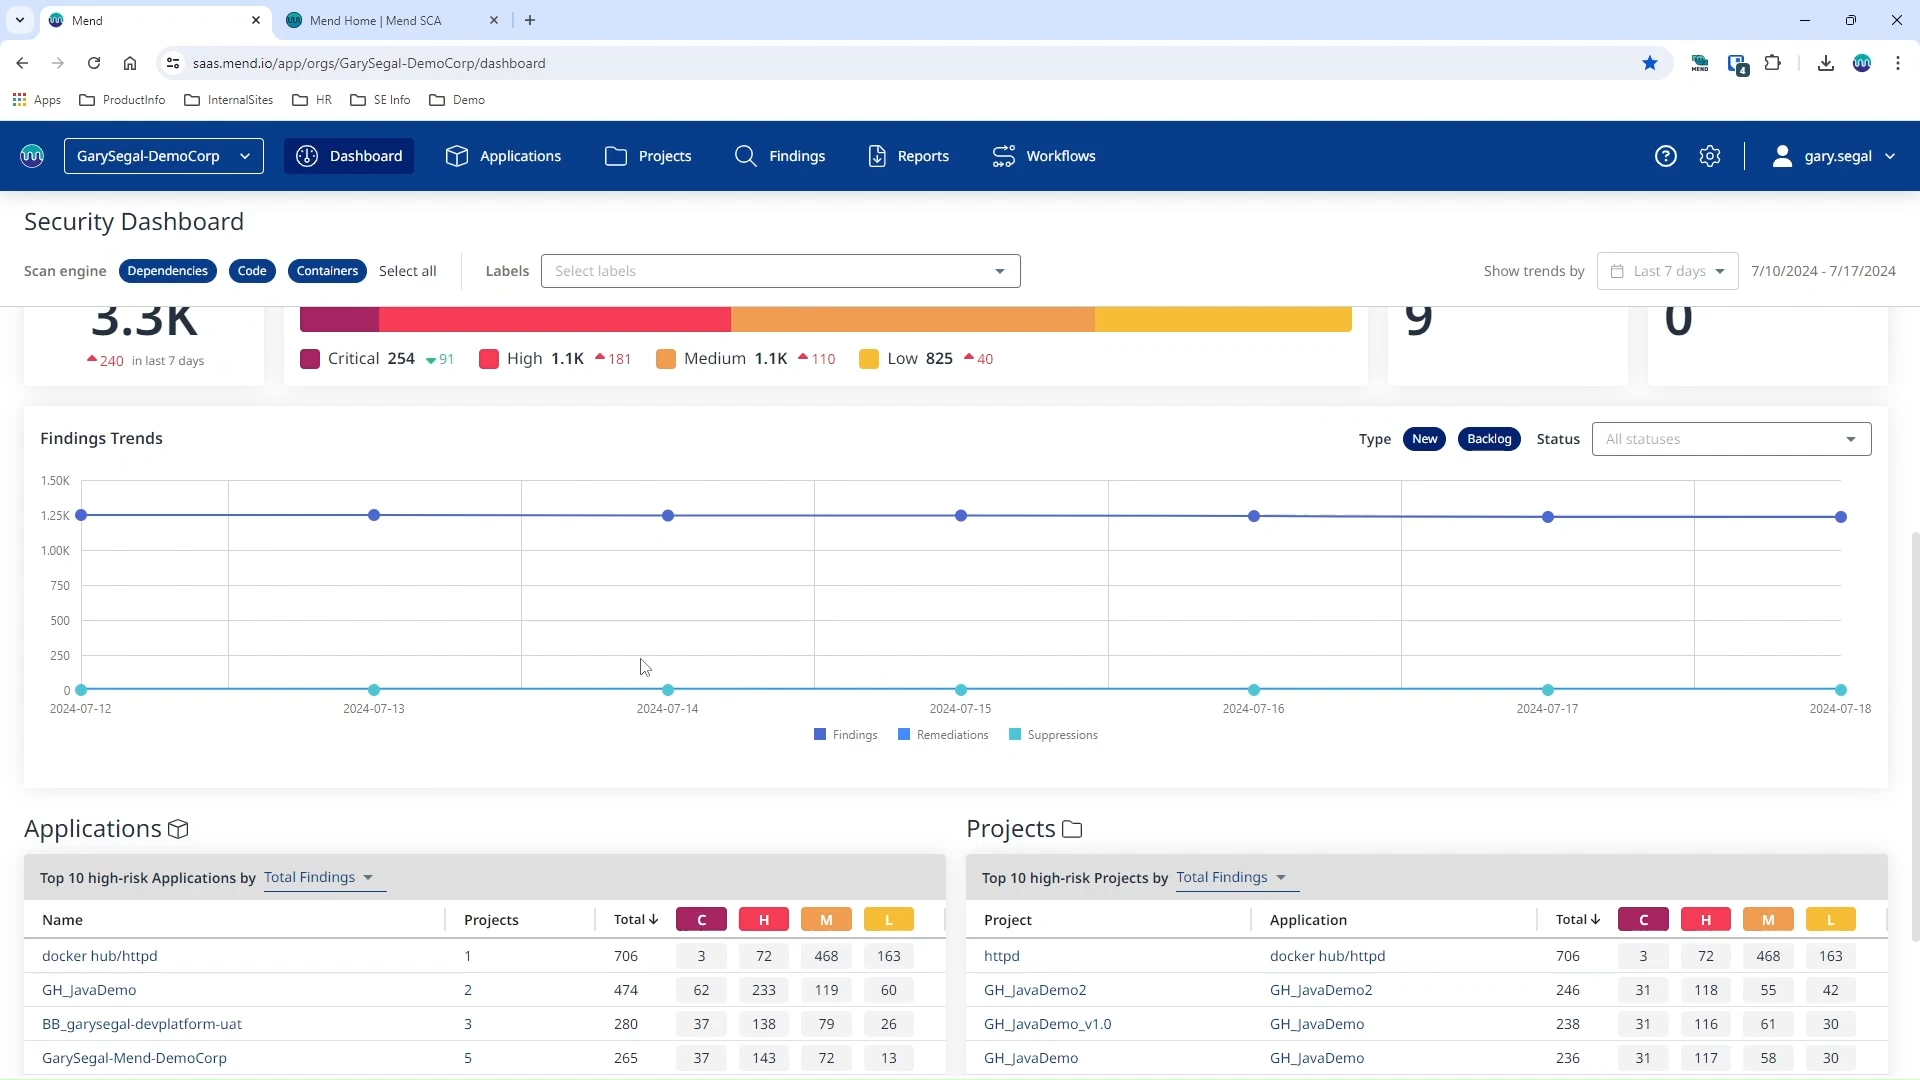 Mend
Mend Home | Mend SCA
saas.mend.io/app/orgs/GarySegal-DemoCorp/dashboard
MEND
4
Apps
ProductInfo
InternalSites
HR
SE Info
Demo
GarySegal-DemoCorp
Dashboard
Applications
Projects
Findings
Reports
Workflows
gary.segal
Security Dashboard
Scan engine Dependencies Code Containers Select all
Labels Select labels
Show trends by Last 7 days 7/10/2024 - 7/17/2024
3.3K
240 in last 7 days
Critical 254 91 High 1.1K 181 Medium 1.1K 110 Low 825 40
9
0
Findings Trends
Type New Backlog Status All statuses
1.50K
1.25K
1.00K
750
500
250
0
2024-07-12 2024-07-13 2024-07-14 2024-07-15 2024-07-16 2024-07-17 2024-07-18
Findings Remediations Suppressions
Applications
Top 10 high-risk Applications by Total Findings
Name Projects Total C H M L
docker hub/httpd 1 706 3 72 468 163
GH_JavaDemo 2 474 62 233 119 60
BB_garysegal-devplatform-uat 3 280 37 138 79 26
GarySegal-Mend-DemoCorp 5 265 37 143 72 13
Projects
Top 10 high-risk Projects by Total Findings
Project Application Total C H M L
httpd docker hub/httpd 706 3 72 468 163
GH_JavaDemo2 GH_JavaDemo2 246 31 118 55 42
GH_JavaDemo_v1.0 GH_JavaDemo 238 31 116 61 30
GH_JavaDemo GH_JavaDemo 236 31 117 58 30